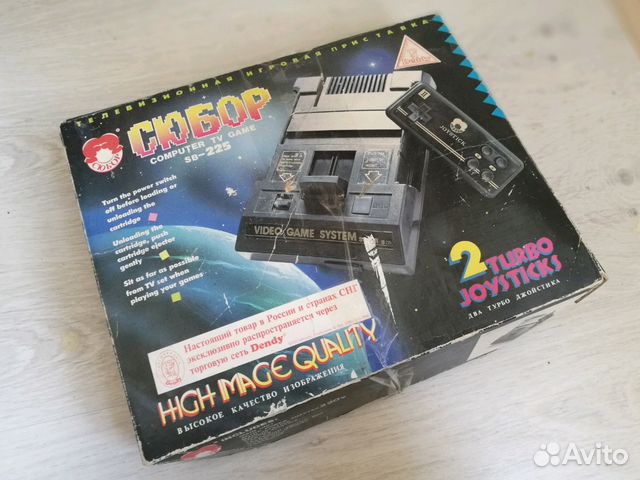 ТЕЛЕВИЗИОННАЯ ИГРОВАЯ ПРИСТАВКА
СЮБОР
СЮБОР
COMPUTER TV GAME
SB-225
JOYSTICK
Turn the power switch
off before loading or
unloading the
cartridge
Unloading the
cartridge, push
cartridge ejector
gently
Sit as far as possible
from TV set when
playing your games
VIDEO GAME SYSTEM
2 TURBO
JOYSTICKS
ДВА ТУРБО ДЖОЙСТИКА
Настоящий товар в России и странах СНГ
эксклюзивно распространяется через
торговую сеть Dendy
HIGH IMAGE QUALITY
ВЫСОКОЕ КАЧЕСТВО ИЗОБРАЖЕНИЯ
Avito